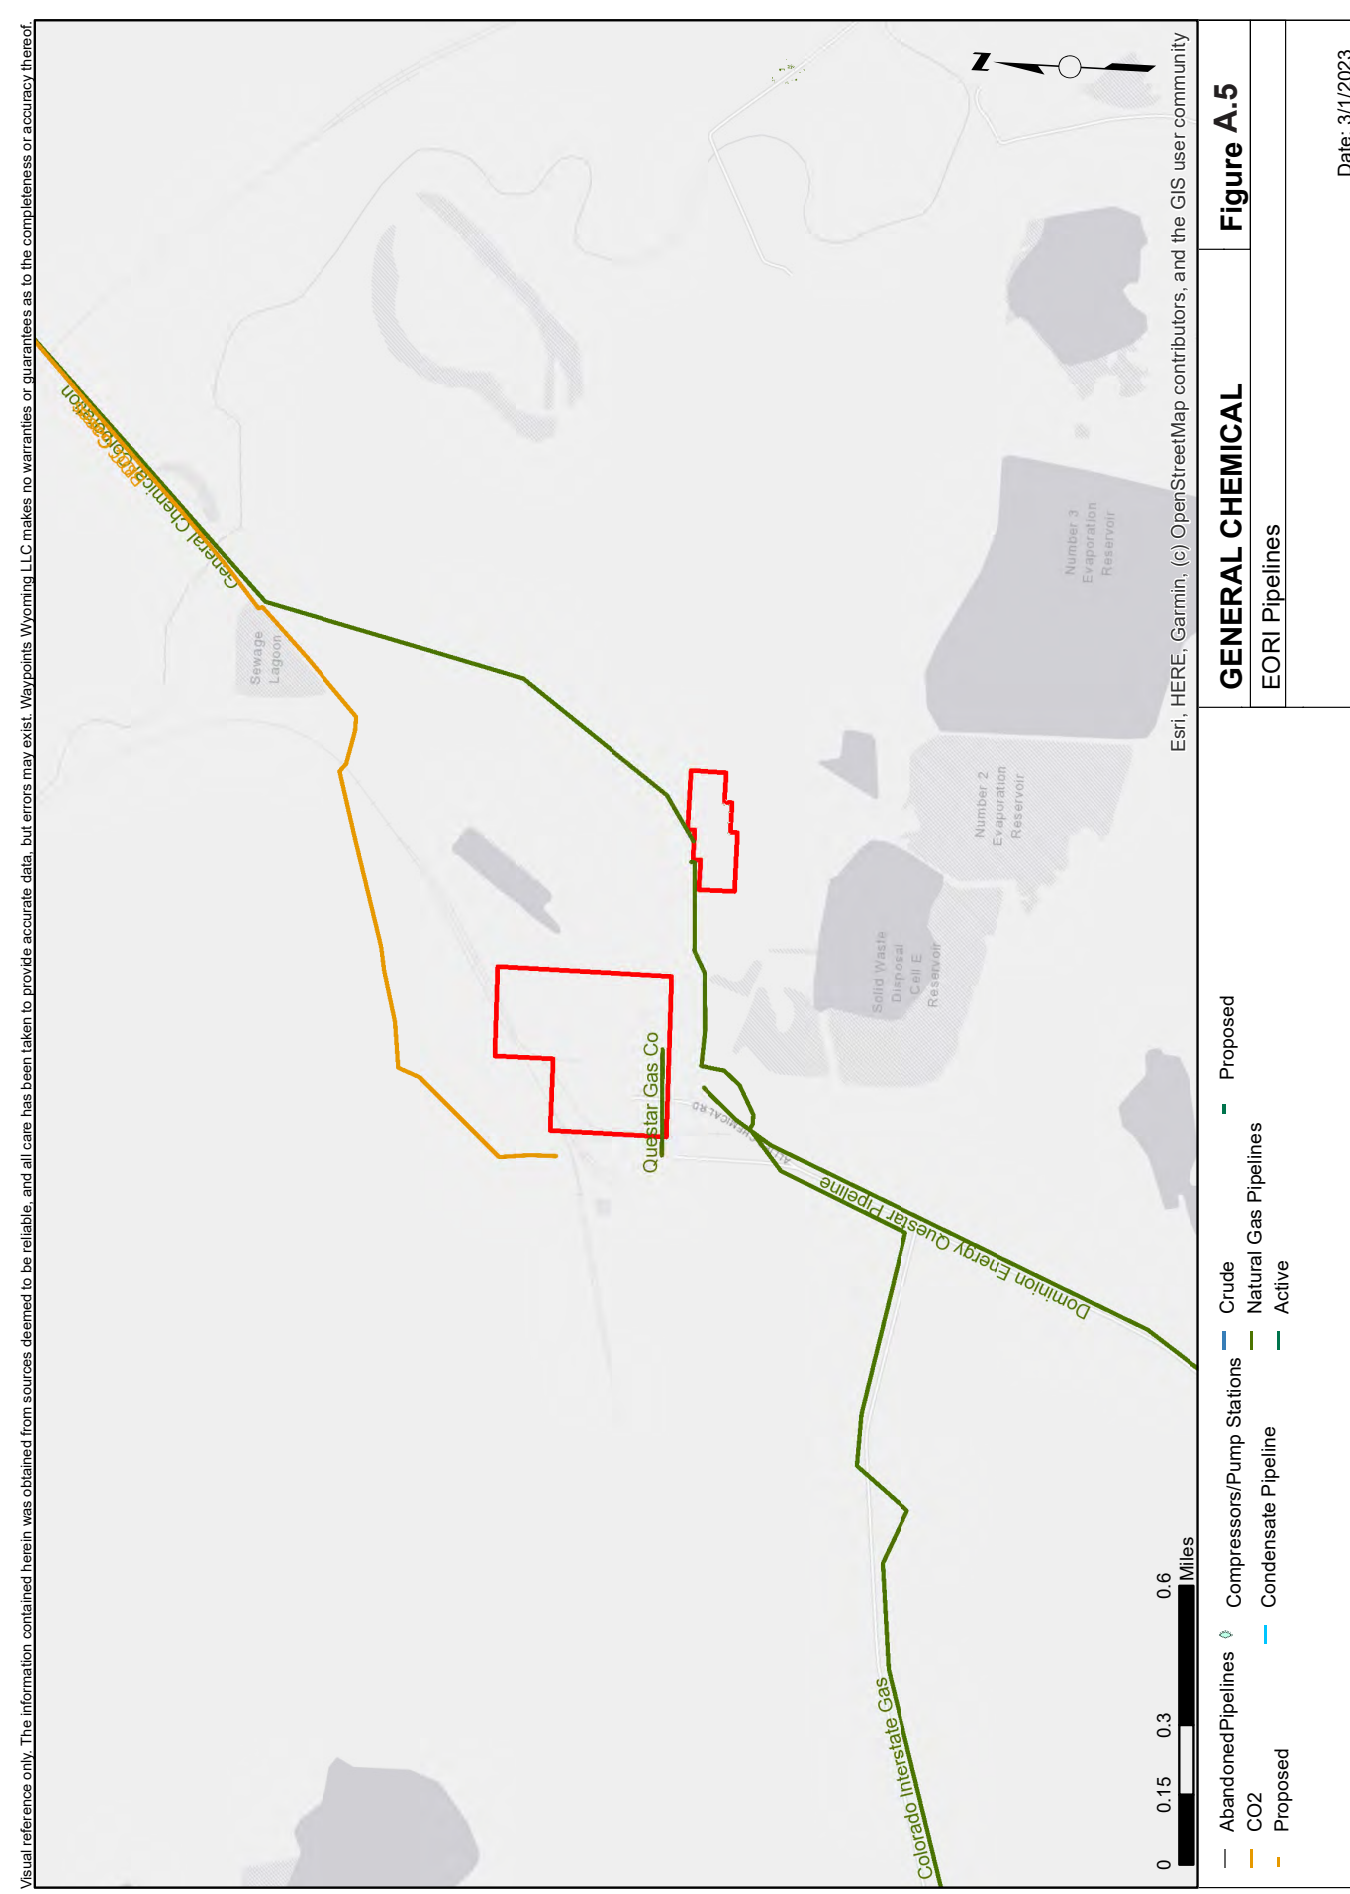 Visual reference only. The information contained herein was obtained from sources deemed to be reliable, and all care has been taken to provide accurate data, but errors may exist. Waypoints Wyoming LLC makes no warranties or guarantees as to the completeness or accuracy thereof.
N
General Chemical Corporation
Sewage
Lagoon
Questar Gas Co
CHEMICAL RD
Dominion Energy Questar Pipeline
Colorado Interstate Gas
Solid Waste
Disposal
Cell E
Reservoir
Number 2
Evaporation
Reservoir
Number 3
Evaporation
Reservoir
0 0.15 0.3 0.6
Miles
Esri, HERE, Garmin, (c) OpenStreetMap contributors, and the GIS user community
AbandonedPipelines
CO2
Proposed
Compressors/Pump Stations
Condensate Pipeline
Crude
Natural Gas Pipelines
Active
Proposed
GENERAL CHEMICAL
Figure A.5
EORI Pipelines
Date: 3/1/2023